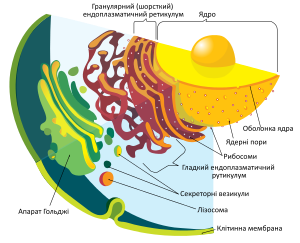 Гранулярний (шорсткий)
ендоплазматичний ретикулум
Ядро
Оболонка ядра
Ядерні пори
Рибосоми
Гладкий ендоплазматичний
рутикулум
Секреторні везикули
Лізосома
Апарат Гольджі
Клітинна мембрана